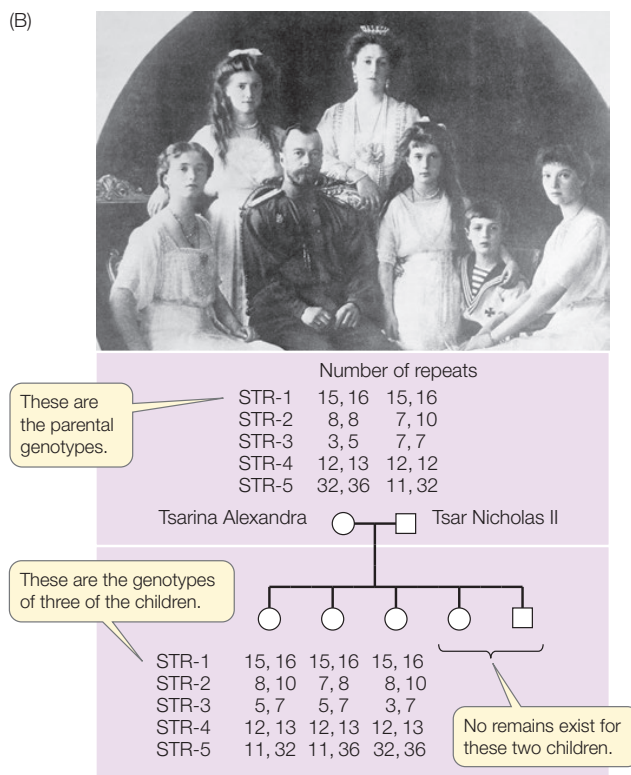 (B)
Number of repeats
These are
the parental
genotypes.
STR-1 15, 16 15, 16
STR-2 8, 8 7, 10
STR-3 3, 5 7, 7
STR-4 12, 13 12, 12
STR-5 32, 36 11, 32
Tsarina Alexandra Tsar Nicholas II
These are the genotypes
of three of the children.
STR-1 15, 16 15, 16 15, 16
STR-2 8, 10 7, 8 8, 10
STR-3 5, 7 5, 7 3, 7
STR-4 12, 13 12, 13 12, 13
STR-5 11, 32 11, 36 32, 36
No remains exist for
these two children.